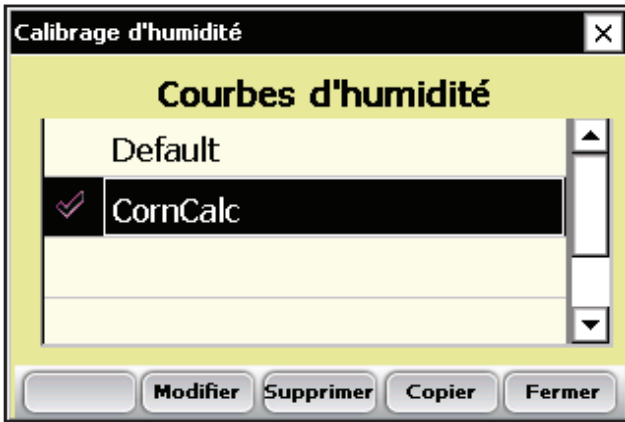 Calibrage d'humidité
Courbes d'humidité
Default
CornCalc
Modifier Supprimer Copier Fermer